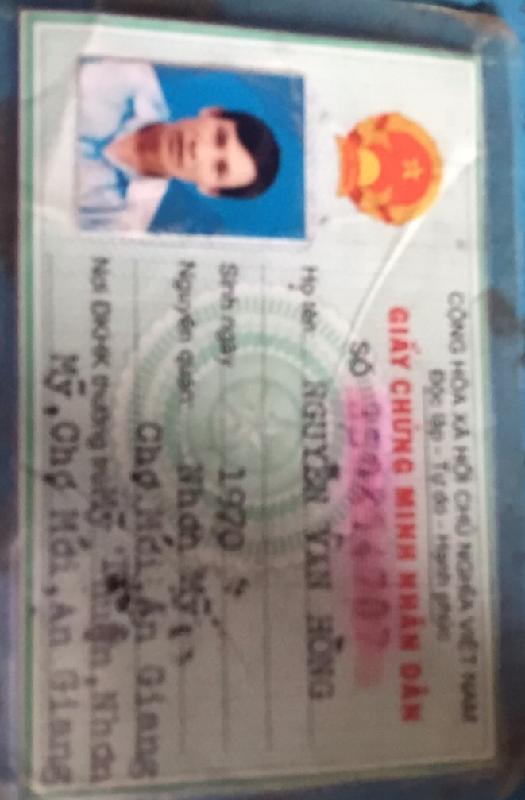 CỘNG HÒA XÃ HỘI CHỦ NGHĨA VIỆT NAM
Độc lập - Tự do - Hạnh phúc
GIẤY CHỨNG MINH NHÂN DÂN
SỐ
Họ tên NGUYỄN VĂN HỒNG
Sinh ngày 1970
Nguyên quán Nhơn Mỹ
Chợ Mới, An Giang
Nơi ĐKHK thường trú Mỹ Thuận, Nhơn
Mỹ, Chợ Mới, An Giang